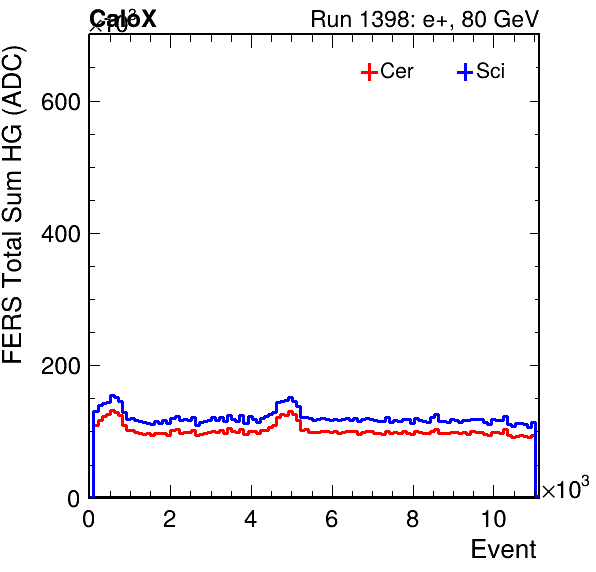 CaloX Run 1398: e+, 80 GeV
×10³
Cer Sci
FERS Total Sum HG (ADC)
600
400
200
0
0 2 4 6 8 10 ×10³
Event